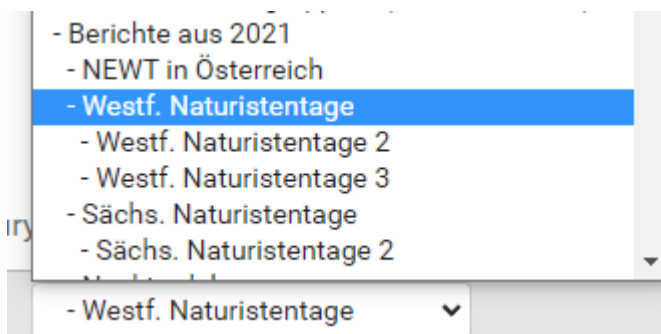 - Berichte aus 2021
- NEWT in Österreich
- Westf. Naturistentage
- Westf. Naturistentage 2
- Westf. Naturistentage 3
- Sächs. Naturistentage
- Sächs. Naturistentage 2
- Westf. Naturistentage